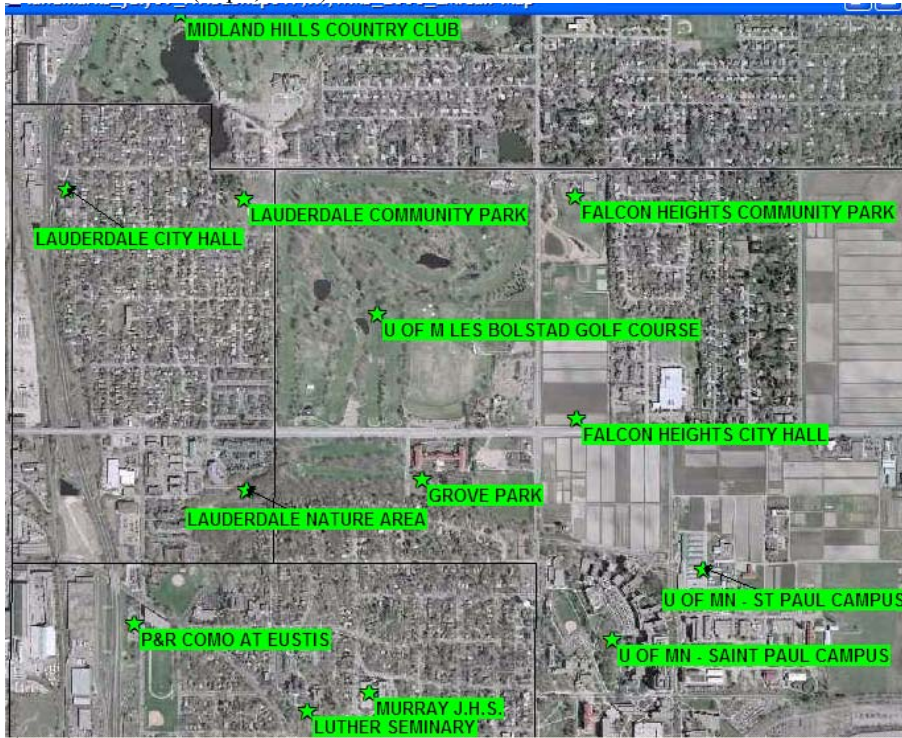 MIDLAND HILLS COUNTRY CLUB
LAUDERDALE COMMUNITY PARK
FALCON HEIGHTS COMMUNITY PARK
LAUDERDALE CITY HALL
U OF M LES BOLSTAD GOLF COURSE
FALCON HEIGHTS CITY HALL
GROVE PARK
LAUDERDALE NATURE AREA
U OF MN - ST PAUL CAMPUS
P&R COMO AT EUSTIS
U OF MN - SAINT PAUL CAMPUS
MURRAY J.H.S.
LUTHER SEMINARY